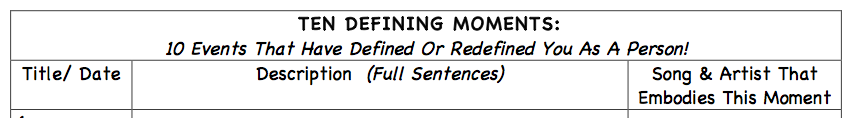 TEN DEFINING MOMENTS:
10 Events That Have Defined Or Redefined You As A Person!
Title/ Date
Description (Full Sentences)
Song & Artist That
Embodies This Moment